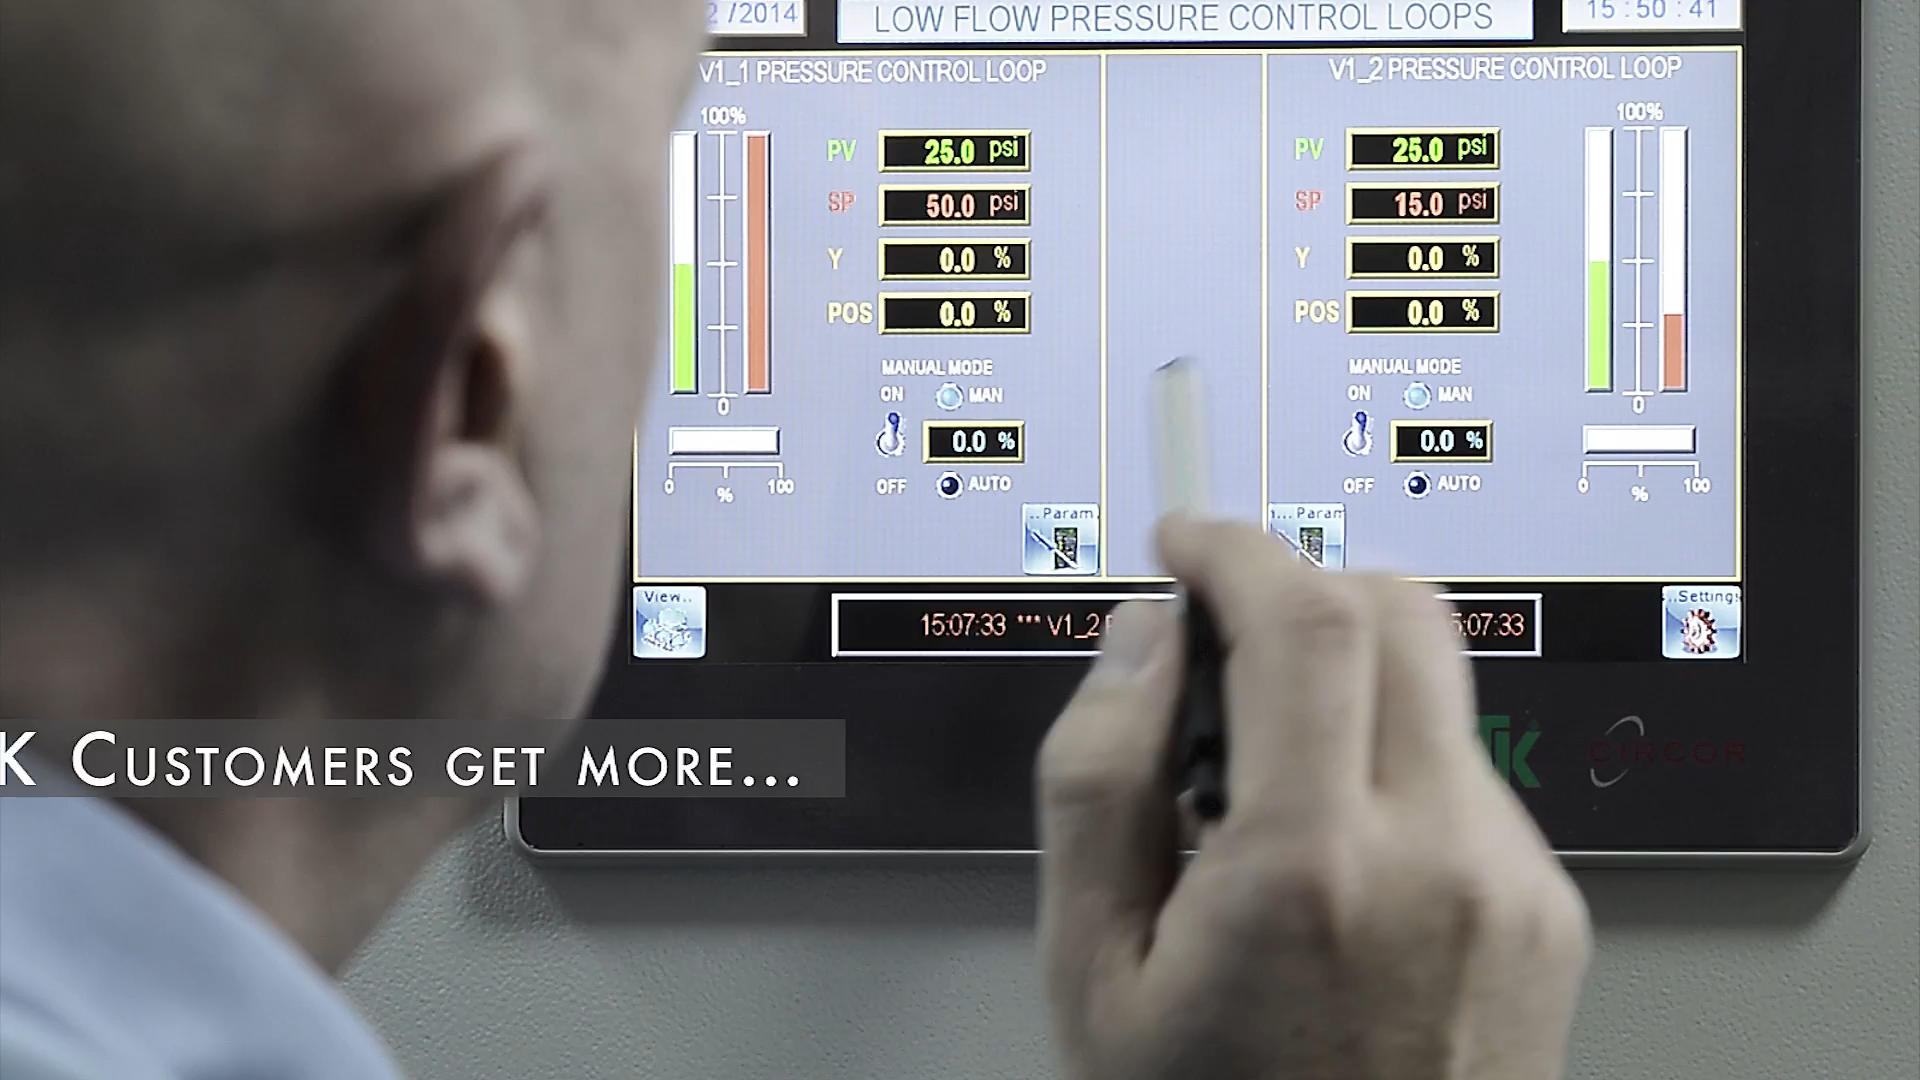 2 /2014
LOW FLOW PRESSURE CONTROL LOOPS
15 : 50 : 41
V1_1 PRESSURE CONTROL LOOP
100%
PV 25.0 psi
SP 50.0 psi
Y 0.0 %
POS 0.0 %
MANUAL MODE
ON MAN
0
0.0 %
OFF AUTO
0 % 100
..Param.
V1_2 PRESSURE CONTROL LOOP
100%
PV 25.0 psi
SP 15.0 psi
Y 0.0 %
POS 0.0 %
MANUAL MODE
ON MAN
0
0.0 %
OFF AUTO
0 % 100
... Param
View..
15:07:33 *** V1_2
5:07:33
..Settings
K CUSTOMERS GET MORE...
TK
CIRCOR